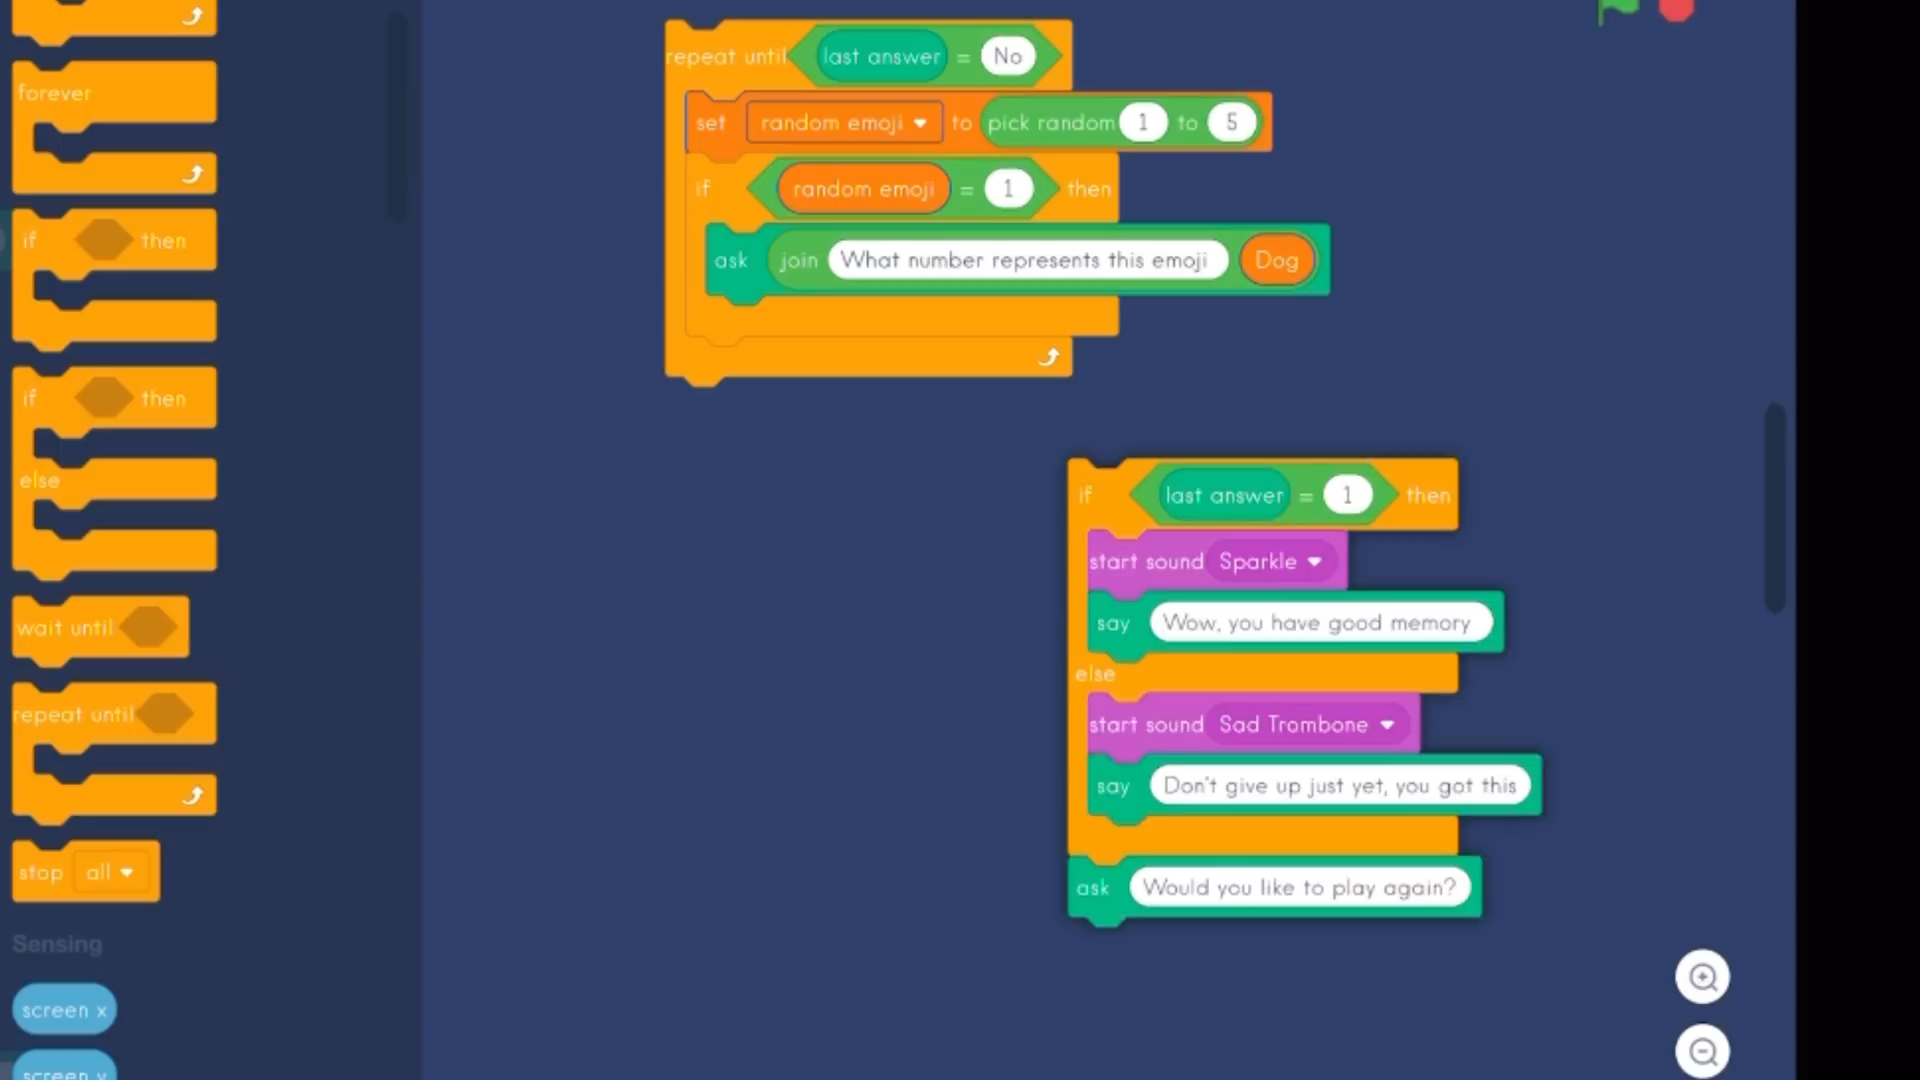 forever
if then
if then
else
wait until
repeat until
stop all
Sensing
screen x
screen y
repeat until last answer = No
set random emoji to pick random 1 to 5
if random emoji = 1 then
ask join What number represents this emoji Dog
if last answer = 1 then
start sound Sparkle
say Wow, you have good memory
else
start sound Sad Trombone
say Don't give up just yet, you got this
ask Would you like to play again?